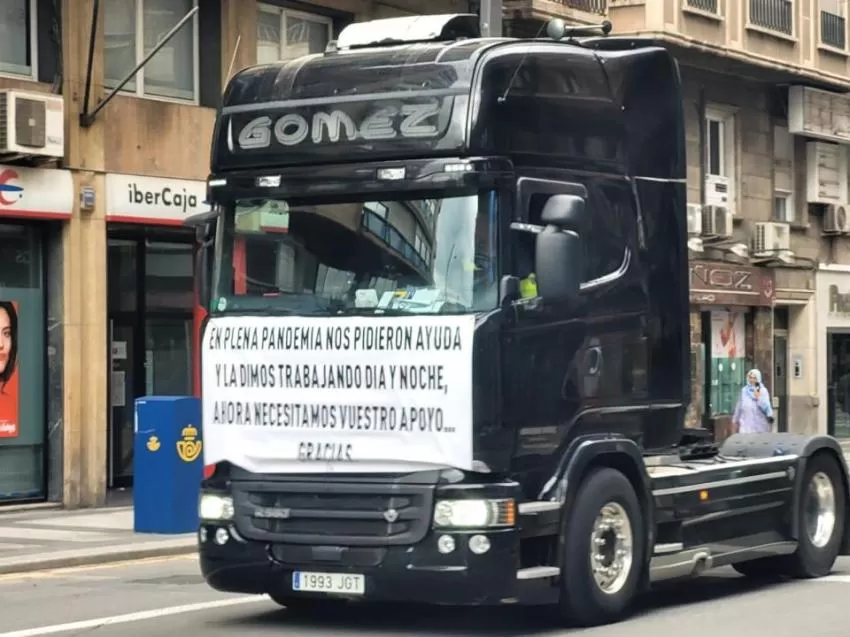 GOMEZ
iberCaja
EN PLENA PANDEMIA NOS PIDIERON AYUDA
Y LA DIMOS TRABAJANDO DIA Y NOCHE,
AHORA NECESITAMOS VUESTRO APOYO...
GRACIAS
ÑOZ
1993 JGT